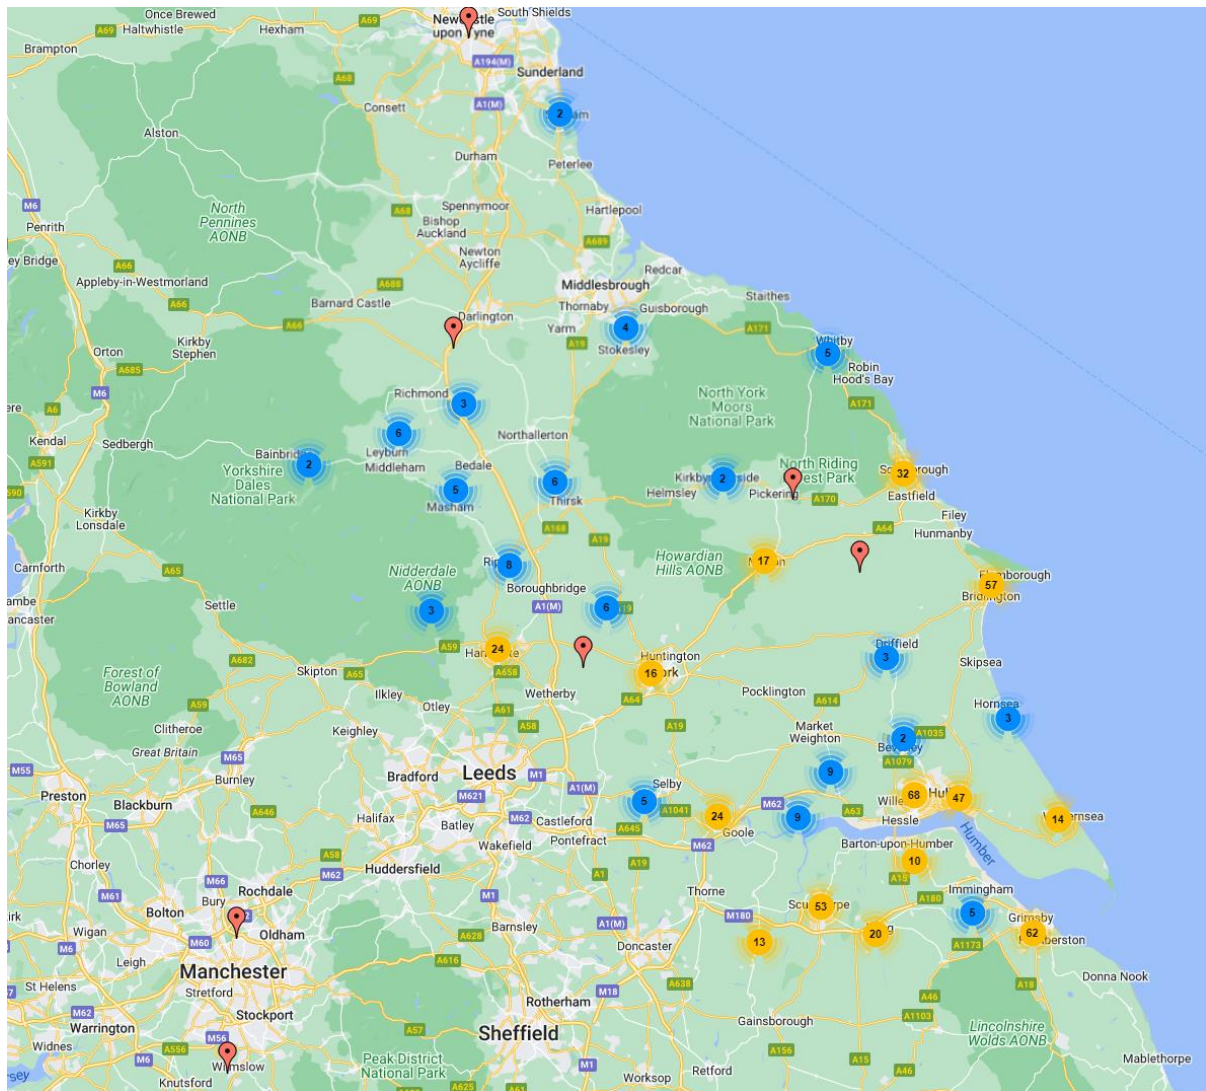 Once Brewed
Haltwhistle
A69
Hexham
A69
South Shields
upon Tyne
Brampton
A194(M)
Sunderland
A68
Consett
A1(M)
2
Alston
Durham
Peterlee
M6
North
Pennines
AONB
A68
Spennymoor
Bishop
Auckland
Hartlepool
Penrith
A689
Newton
Aycliffe
A66
Redcar
Appleby-in-Westmorland
A688
Middlesbrough
Staithes
Barnard Castle
A66
Thornaby
Guisborough
Darlington
A66
Yarm
4
A171
Kirkby
Stephen
A19
Whitby
Orton
Stokesley
5
A685
Robin
Hood's Bay
M6
Richmond
3
North York
Moors
National Park
A171
A6
Kendal
6
Northallerton
Sedbergh
Leyburn
A591
2
Middleham
Bedale
Yorkshire
Dales
National Park
5
6
2
32
Masham
Thirsk
Helmsley
Pickering
A170
Eastfield
Kirkby
Lonsdale
A168
Filey
A64
Hunmanby
A19
Carnforth
A65
Nidderdale
AONB
8
Howardian
Hills AONB
17
Boroughbridge
57
Bridlington
Settle
3
A1(M)
6
A59
24
Huntington
Driffield
3
A682
Skipton
A65
A658
16
Skipsea
Forest of
Bowland
AONB
Ilkley
Wetherby
Pocklington
A614
A59
Otley
A61
A64
Hornsea
3
Clitheroe
Keighley
A58
A19
Market
Weighton
2
A1035
Great Britain
M65
A1079
M55
Burnley
Bradford
Leeds
M1
9
Preston
Blackburn
M621
A1(M)
Selby
5
A1041
M62
68
47
A646
Halifax
Batley
M62
Castleford
24
9
A63
Hessle
14
M65
A645
Goole
Wakefield
Pontefract
M62
Humber
Chorley
A58
Huddersfield
A19
Barton-upon-Humber
10
M66
Rochdale
M62
A1
A15
M61
Bury
M1
Thorne
A180
Immingham
Bolton
Barnsley
A1(M)
M180
53
5
Grimsby
Wigan
M60
Oldham
A628
Doncaster
13
20
A1173
62
M6
Leigh
A616
Manchester
A638
Donna Nook
St Helens
Stretford
M18
A18
M62
Rotherham
A46
Warrington
Stockport
A1103
Gainsborough
M56
A57
Sheffield
Lincolnshire
Wolds AONB
Widnes
A556
M6
Peak District
National Park
M1
A156
A15
Mablethorpe
Knutsford
Retford
A46
Worksop
A625
A61